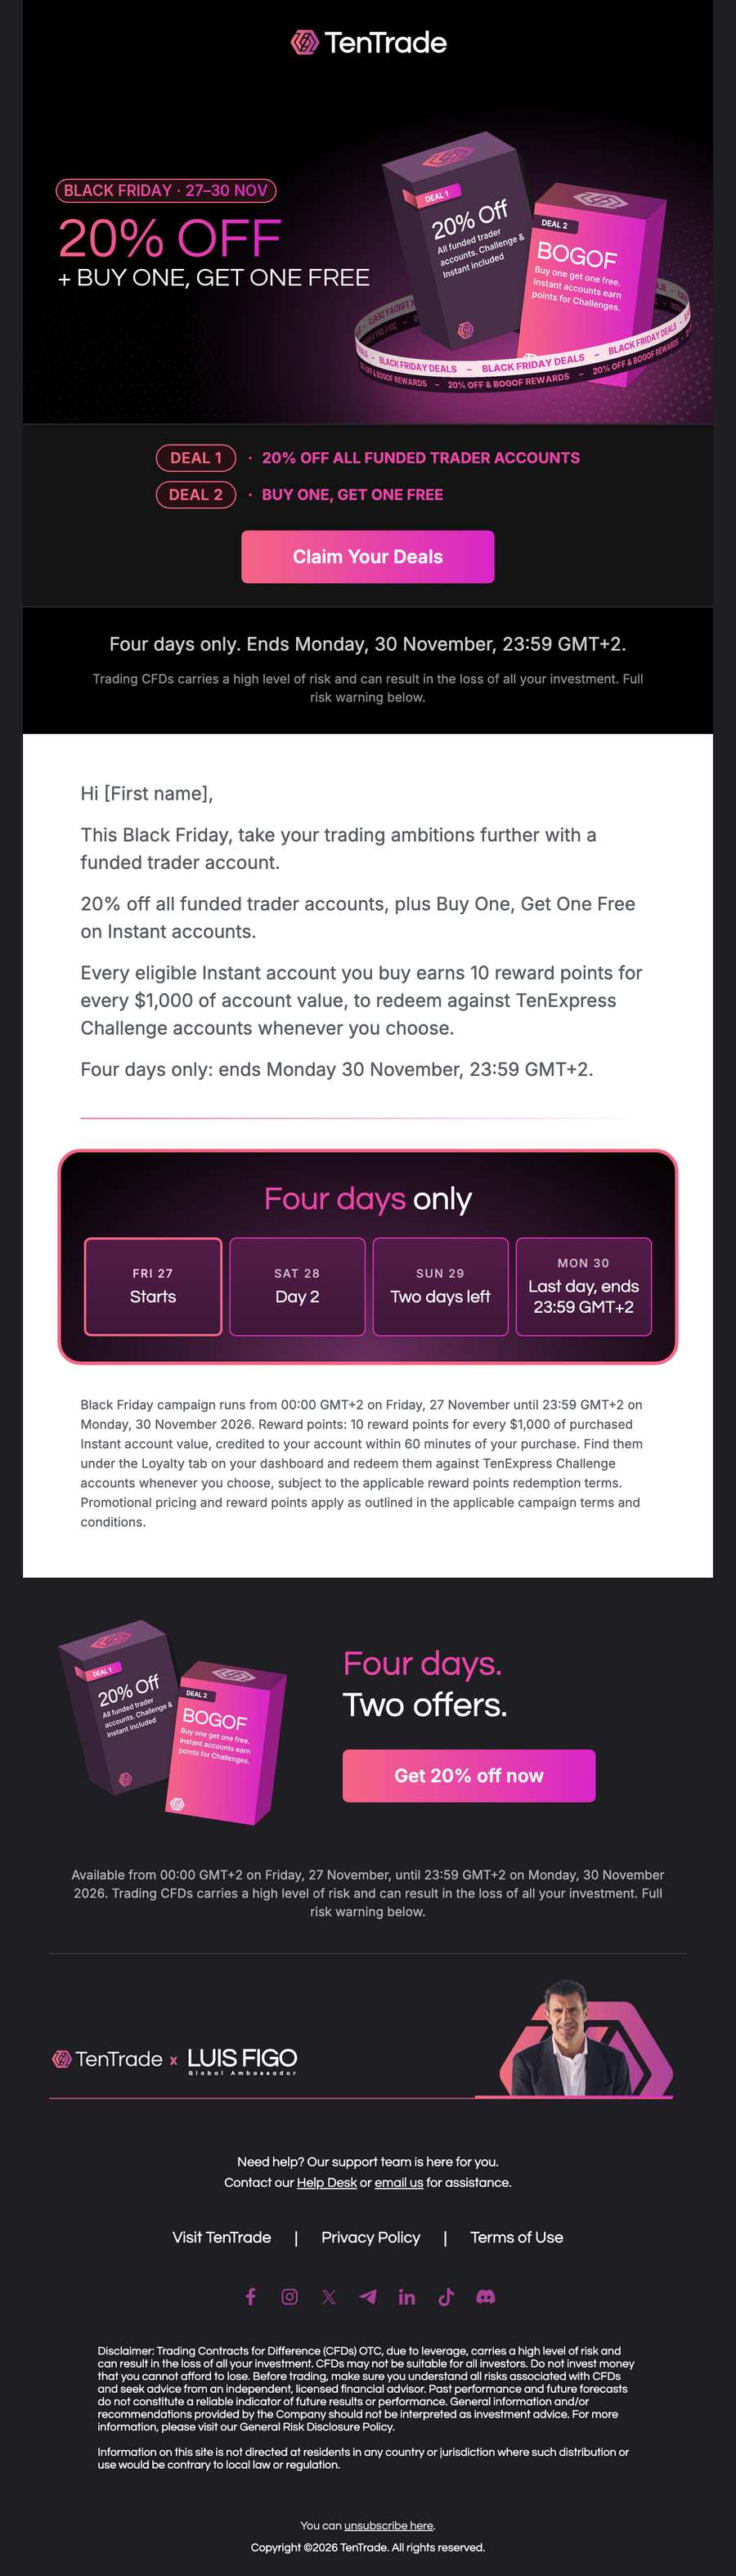 TenTrade
BLACK FRIDAY · 27–30 NOV
20% OFF
+ BUY ONE, GET ONE FREE
DEAL 1
20% Off
All funded trader
accounts. Challenge &
Instant included
DEAL 2
BOGOF
Buy one get one free.
Instant accounts earn
points for Challenges.
BLACK FRIDAY DEALS – BLACK FRIDAY DEALS – BLACK FRIDAY DEALS
& BOGOF REWARDS – 20% OFF & BOGOF REWARDS – 20% OFF & BOGOF REWARDS
DEAL 1 · 20% OFF ALL FUNDED TRADER ACCOUNTS
DEAL 2 · BUY ONE, GET ONE FREE
Claim Your Deals
Four days only. Ends Monday, 30 November, 23:59 GMT+2.
Trading CFDs carries a high level of risk and can result in the loss of all your investment. Full
risk warning below.
Hi [First name],
This Black Friday, take your trading ambitions further with a
funded trader account.
20% off all funded trader accounts, plus Buy One, Get One Free
on Instant accounts.
Every eligible Instant account you buy earns 10 reward points for
every $1,000 of account value, to redeem against TenExpress
Challenge accounts whenever you choose.
Four days only: ends Monday 30 November, 23:59 GMT+2.
Four days only
FRI 27
Starts
SAT 28
Day 2
SUN 29
Two days left
MON 30
Last day, ends
23:59 GMT+2
Black Friday campaign runs from 00:00 GMT+2 on Friday, 27 November until 23:59 GMT+2 on
Monday, 30 November 2026. Reward points: 10 reward points for every $1,000 of purchased
Instant account value, credited to your account within 60 minutes of your purchase. Find them
under the Loyalty tab on your dashboard and redeem them against TenExpress Challenge
accounts whenever you choose, subject to the applicable reward points redemption terms.
Promotional pricing and reward points apply as outlined in the applicable campaign terms and
conditions.
DEAL 1
20% Off
All funded trader
accounts. Challenge &
Instant included
DEAL 2
BOGOF
Buy one get one free.
Instant accounts earn
points for Challenges.
Four days.
Two offers.
Get 20% off now
Available from 00:00 GMT+2 on Friday, 27 November, until 23:59 GMT+2 on Monday, 30 November
2026. Trading CFDs carries a high level of risk and can result in the loss of all your investment. Full
risk warning below.
TenTrade x LUIS FIGO
Global Ambassador
Need help? Our support team is here for you.
Contact our Help Desk or email us for assistance.
Visit TenTrade | Privacy Policy | Terms of Use
Disclaimer: Trading Contracts for Difference (CFDs) OTC, due to leverage, carries a high level of risk and
can result in the loss of all your investment. CFDs may not be suitable for all investors. Do not invest money
that you cannot afford to lose. Before trading, make sure you understand all risks associated with CFDs
and seek advice from an independent, licensed financial advisor. Past performance and future forecasts
do not constitute a reliable indicator of future results or performance. General information and/or
recommendations provided by the Company should not be interpreted as investment advice. For more
information, please visit our General Risk Disclosure Policy.
Information on this site is not directed at residents in any country or jurisdiction where such distribution or
use would be contrary to local law or regulation.
You can unsubscribe here.
Copyright ©2026 TenTrade. All rights reserved.